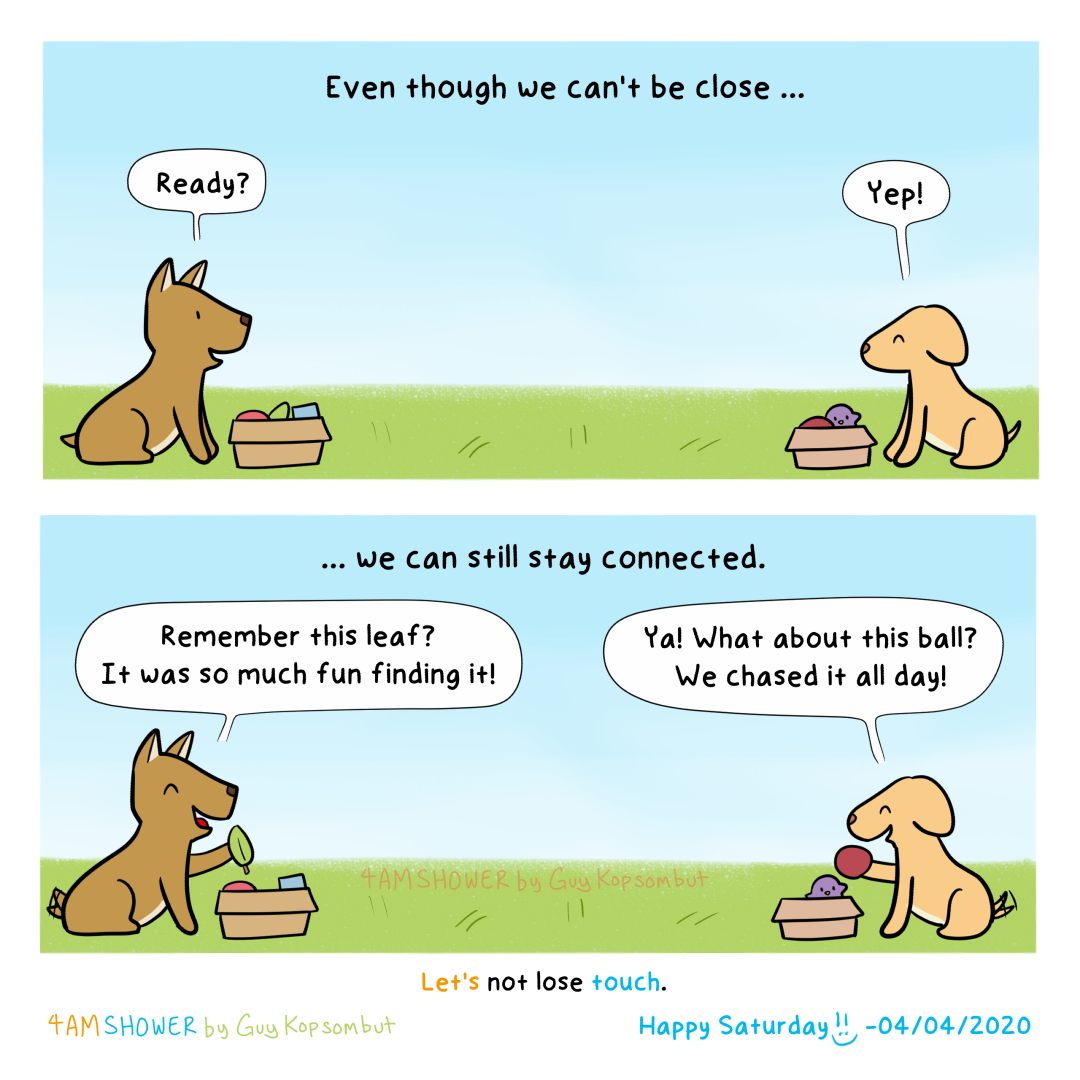 Even though we can't be close ...
Ready?
Yep!
... we can still stay connected.
Remember this leaf?
It was so much fun finding it!
Ya! What about this ball?
We chased it all day!
4AMSHOWER by Guy Kopsombut
Let's not lose touch.
4AMSHOWER by Guy Kopsombut
Happy Saturday!! -04/04/2020